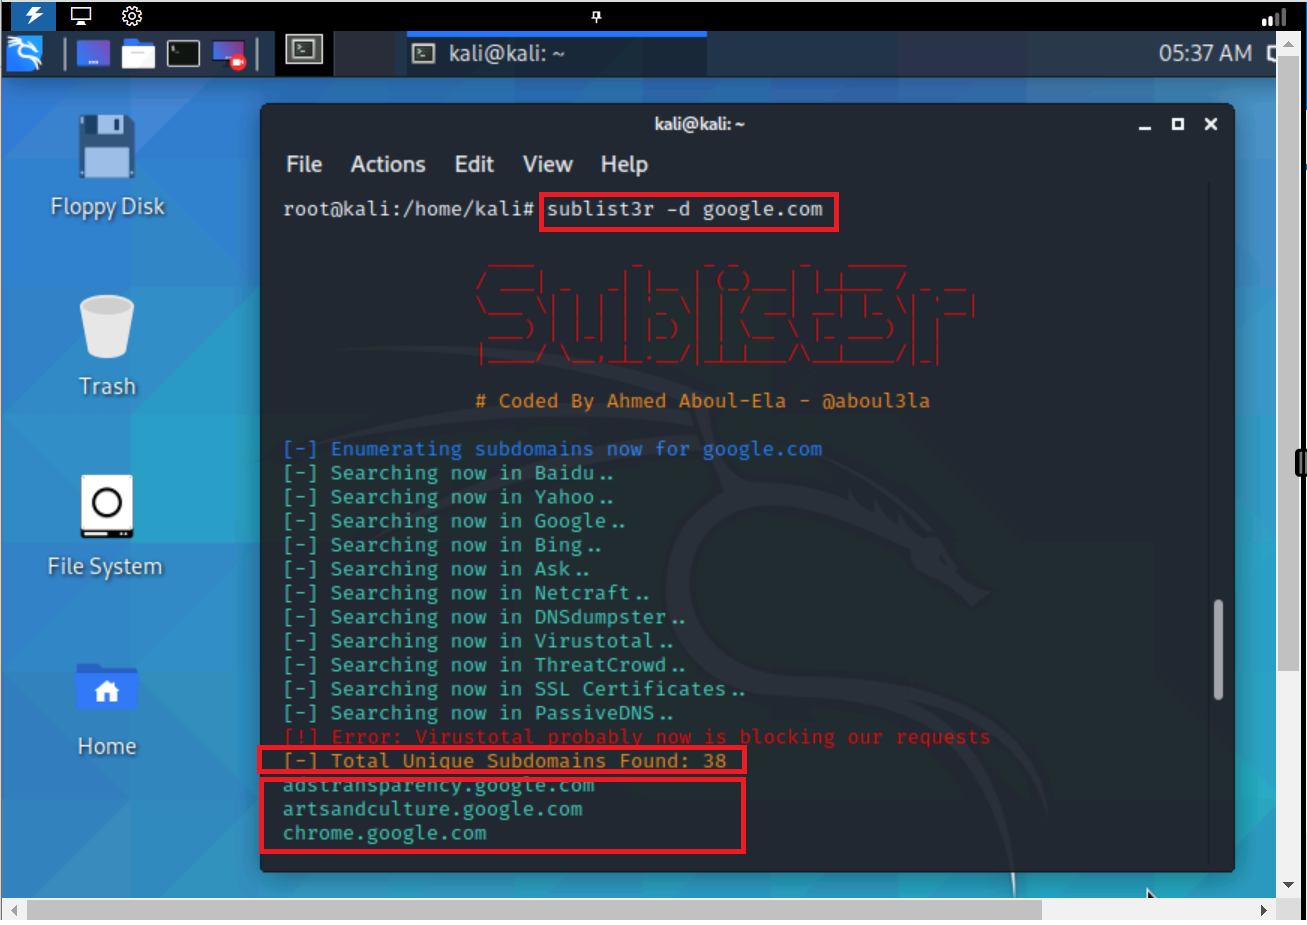 kali@kali: ~
05:37 AM
Floppy Disk
Trash
File System
Home
kali@kali: ~
File Actions Edit View Help
root@kali:/home/kali# sublist3r -d google.com
Sublist3r
# Coded By Ahmed Aboul-Ela - @aboul3la
[-] Enumerating subdomains now for google.com
[-] Searching now in Baidu..
[-] Searching now in Yahoo..
[-] Searching now in Google..
[-] Searching now in Bing..
[-] Searching now in Ask..
[-] Searching now in Netcraft..
[-] Searching now in DNSdumpster..
[-] Searching now in Virustotal..
[-] Searching now in ThreatCrowd..
[-] Searching now in SSL Certificates..
[-] Searching now in PassiveDNS..
[!] Error: Virustotal probably now is blocking our requests
[-] Total Unique Subdomains Found: 38
adstransparency.google.com
artsandculture.google.com
chrome.google.com